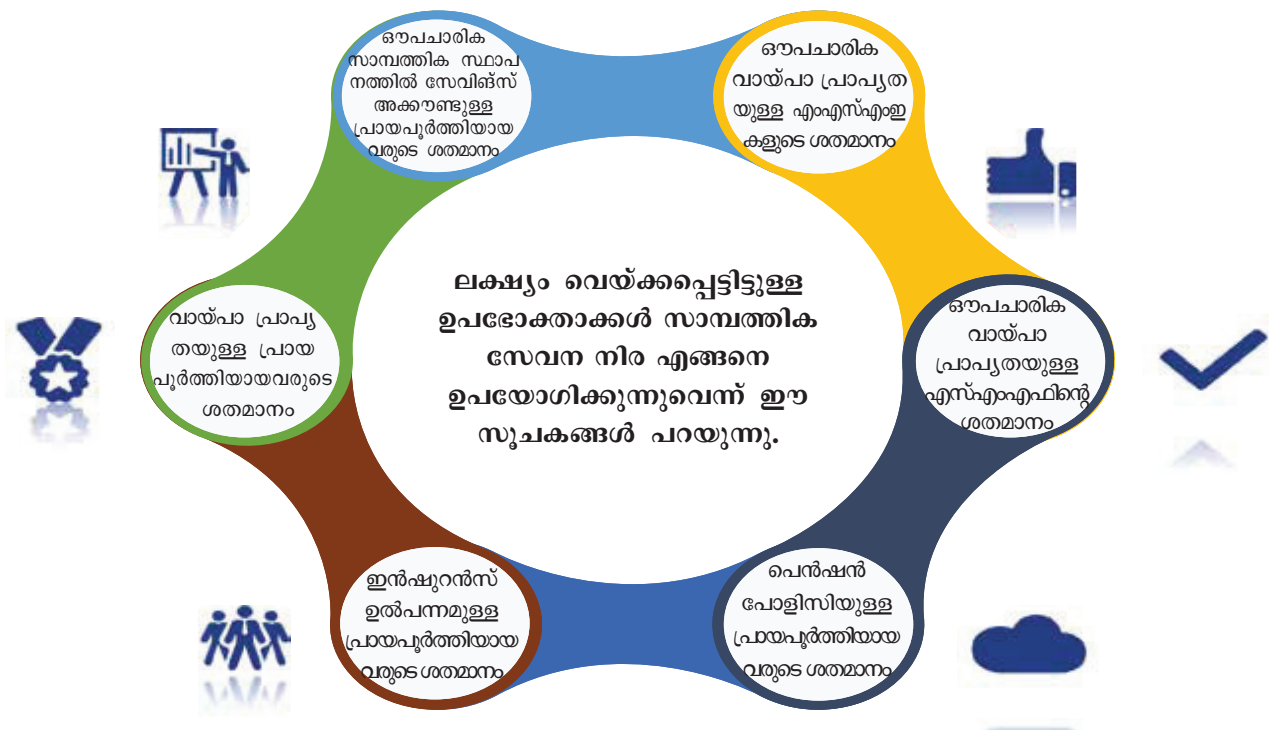 ഔപചാരിക
സാമ്പത്തിക സ്ഥാപ
നത്തിൽ സേവിങ്സ്
അക്കൗണ്ടുള്ള
പ്രായപൂർത്തിയായ
വരുടെ ശതമാനം
ഔപചാരിക
വായ്പാ പ്രാപ്യത
യുള്ള എംഎസ്എംഇ
കളുടെ ശതമാനം
വായ്പാ പ്രാപ്യ
തയുള്ള പ്രായ
പൂർത്തിയായവരുടെ
ശതമാനം
ലക്ഷ്യം വെയ്ക്കപ്പെട്ടിട്ടുള്ള
ഉപഭോക്താക്കൾ സാമ്പത്തിക
സേവന നിര എങ്ങനെ
ഉപയോഗിക്കുന്നുവെന്ന് ഈ
സൂചകങ്ങൾ പറയുന്നു.
ഔപചാരിക
വായ്പാ
പ്രാപ്യതയുള്ള
എസ്എംഎഫിന്റെ
ശതമാനം
ഇൻഷുറൻസ്
ഉൽപന്നമുള്ള
പ്രായപൂർത്തിയായ
വരുടെ ശതമാനം
പെൻഷൻ
പോളിസിയുള്ള
പ്രായപൂർത്തിയായ
വരുടെ ശതമാനം